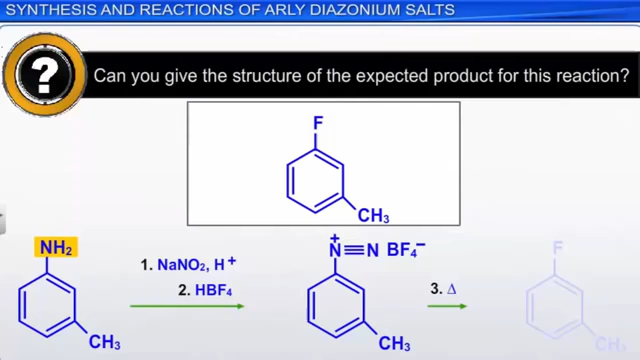 SYNTHESIS AND REACTIONS OF ARLY DIAZONIUM SALTS
?
Can you give the structure of the expected product for this reaction?
F
CH₃
NH₂
CH₃
1. NaNO₂, H⁺
2. HBF₄
N⁺≡N BF₄⁻
CH₃
3. Δ
F
CH₃